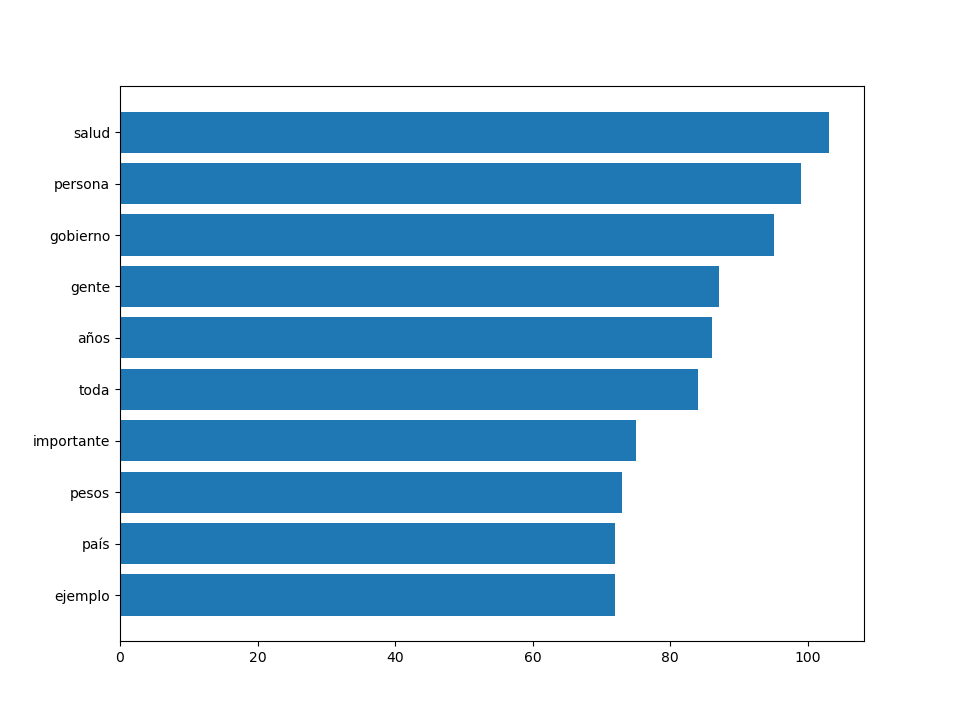 salud
persona
gobierno
gente
años
toda
importante
pesos
país
ejemplo
0 20 40 60 80 100